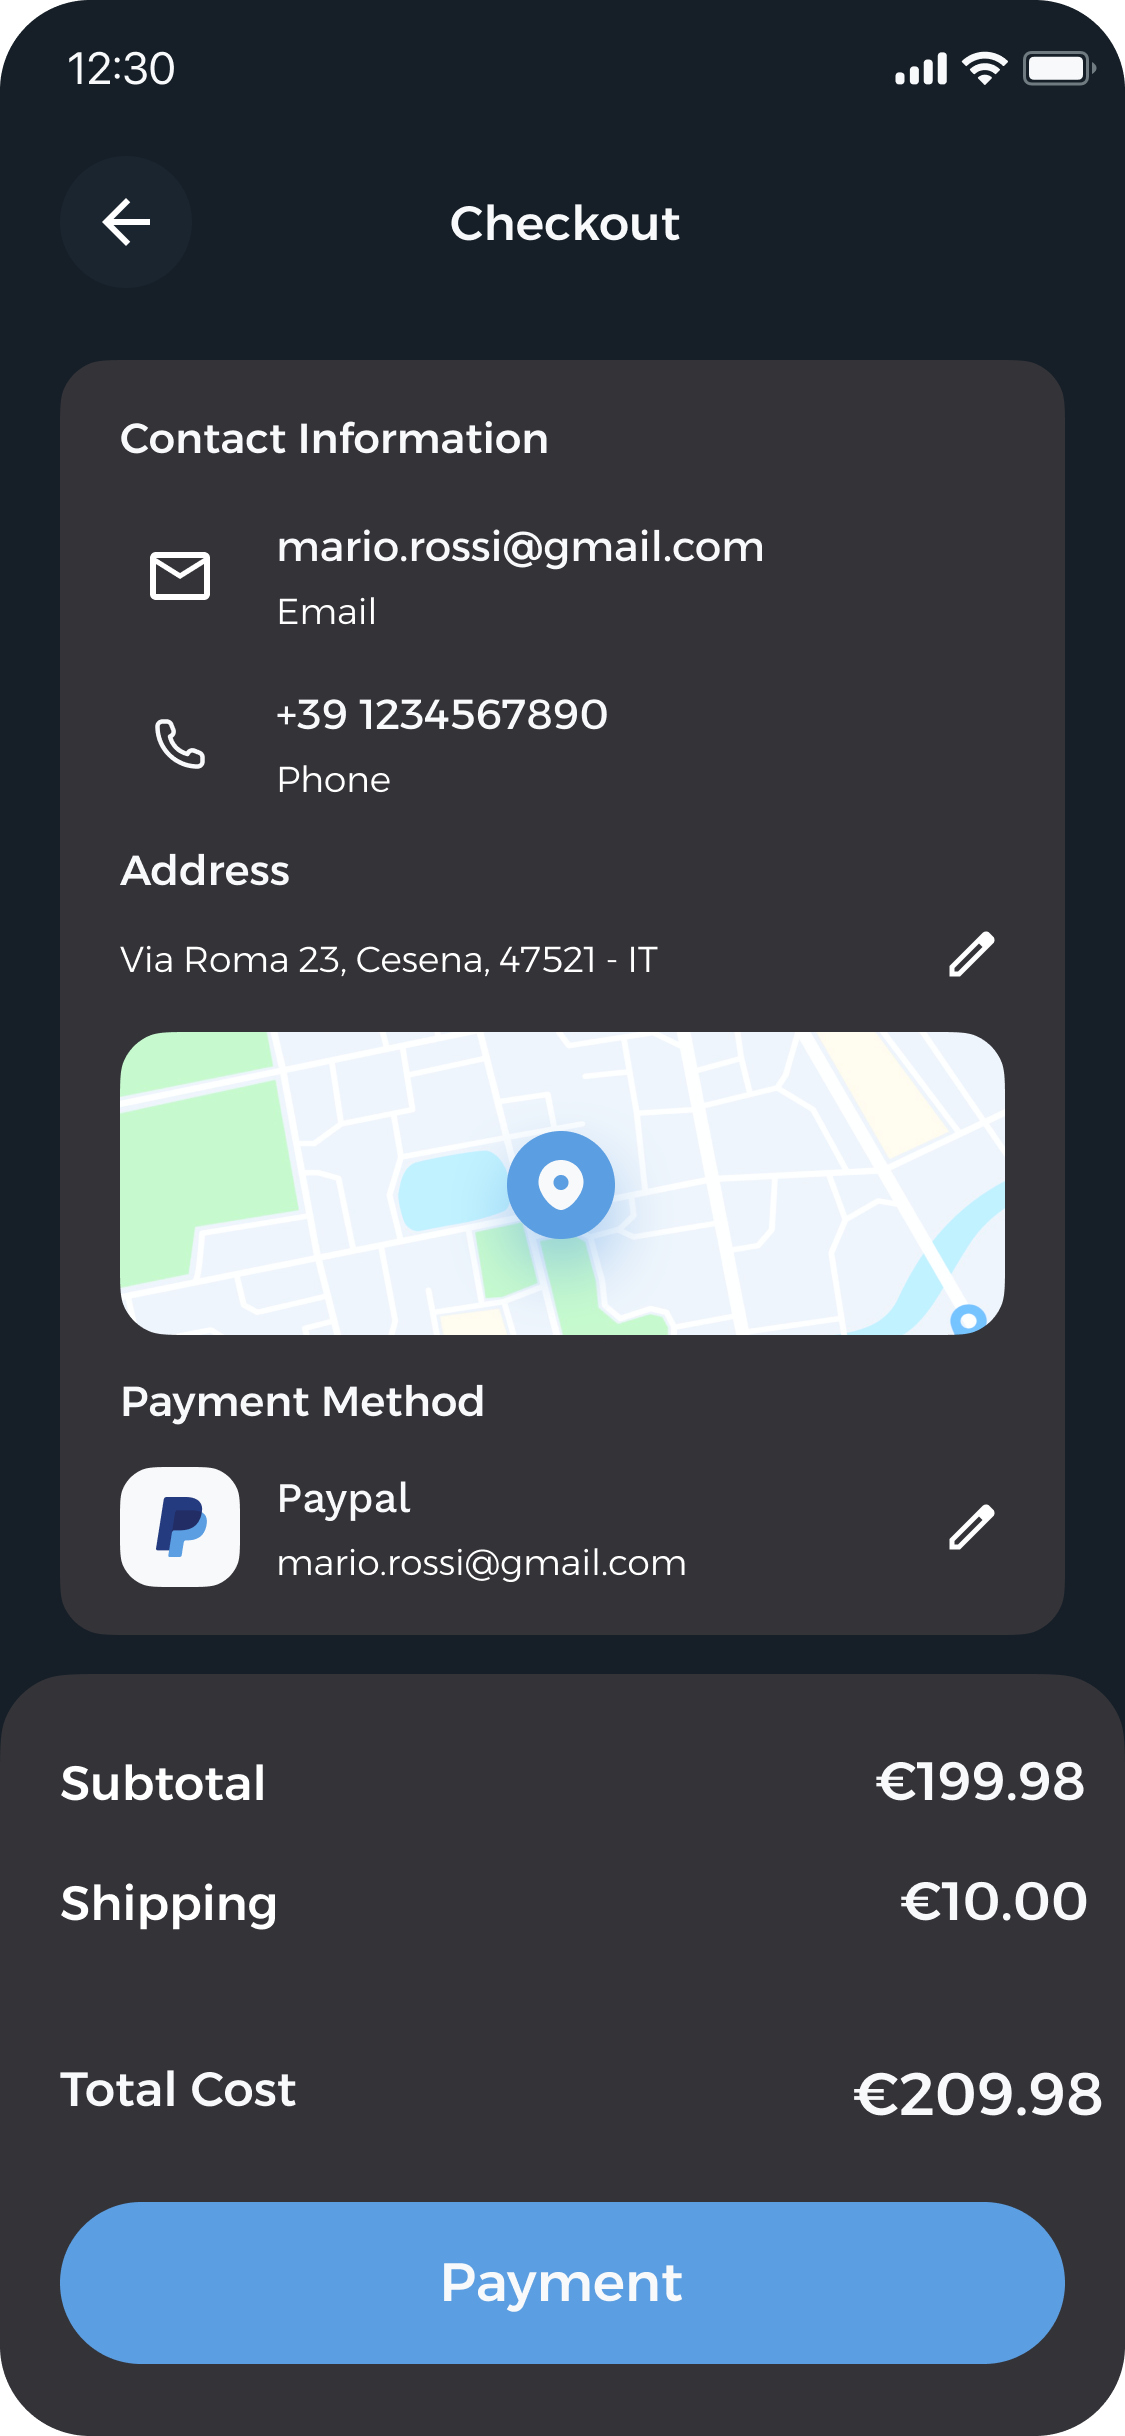 12:30
Checkout
Contact Information
mario.rossi@gmail.com
Email
+39 1234567890
Phone
Address
Via Roma 23, Cesena, 47521 - IT
Payment Method
Paypal
mario.rossi@gmail.com
Subtotal €199.98
Shipping €10.00
Total Cost €209.98
Payment